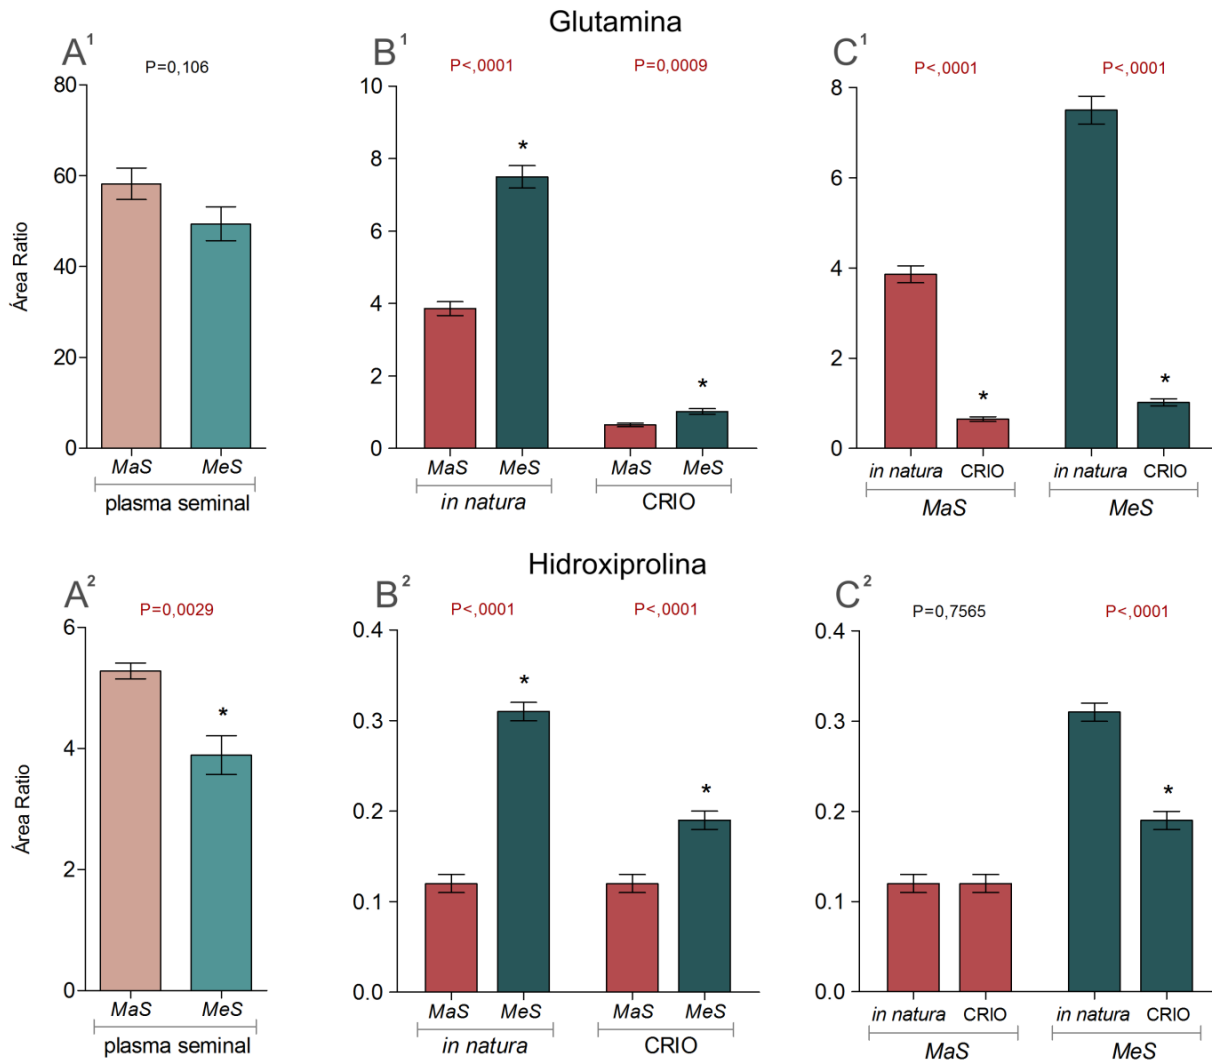 Glutamina
A¹ B¹ C¹
P=0,106 P<,0001 P=0,0009 P<,0001 P<,0001
Área Ratio
80
60
40
20
0
MaS MeS
plasma seminal
10
8
6
4
2
0
MaS MeS MaS MeS
in natura CRIO
8
6
4
2
0
in natura CRIO in natura CRIO
MaS MeS
* * * *
Hidroxiprolina
A² B² C²
P=0,0029 P<,0001 P<,0001 P=0,7565 P<,0001
Área Ratio
6
4
2
0
*
MaS MeS
plasma seminal
0.4
0.3
0.2
0.1
0.0
* *
MaS MeS MaS MeS
in natura CRIO
0.4
0.3
0.2
0.1
0.0
*
in natura CRIO in natura CRIO
MaS MeS